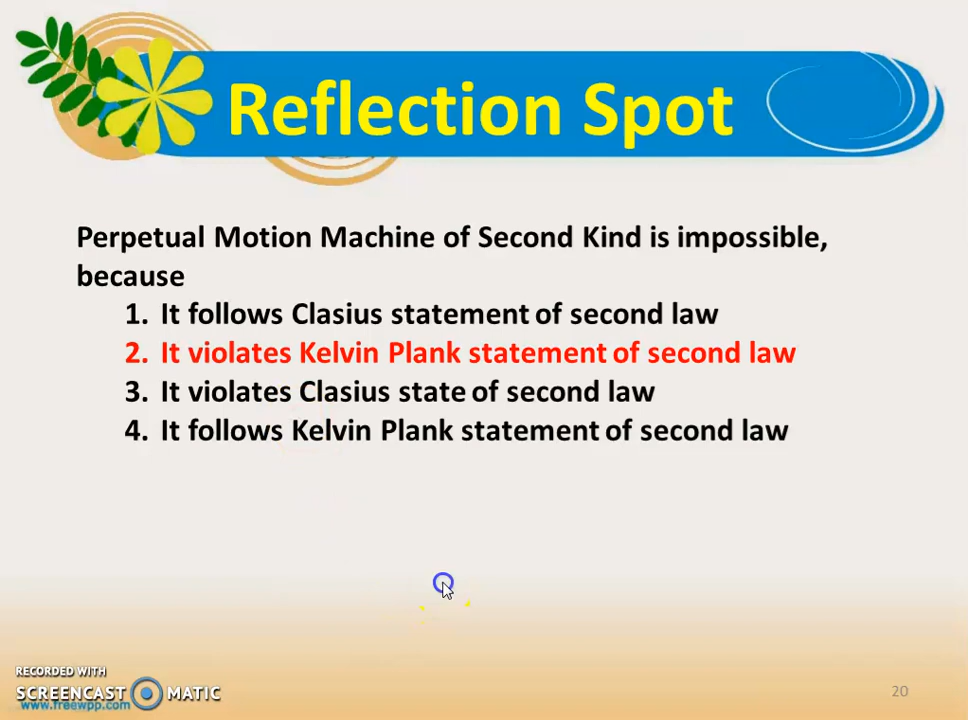 Reflection Spot
Perpetual Motion Machine of Second Kind is impossible,
because
1. It follows Clasius statement of second law
2. It violates Kelvin Plank statement of second law
3. It violates Clasius state of second law
4. It follows Kelvin Plank statement of second law
RECORDED WITH
SCREENCAST MATIC
www.freewpp.com
20